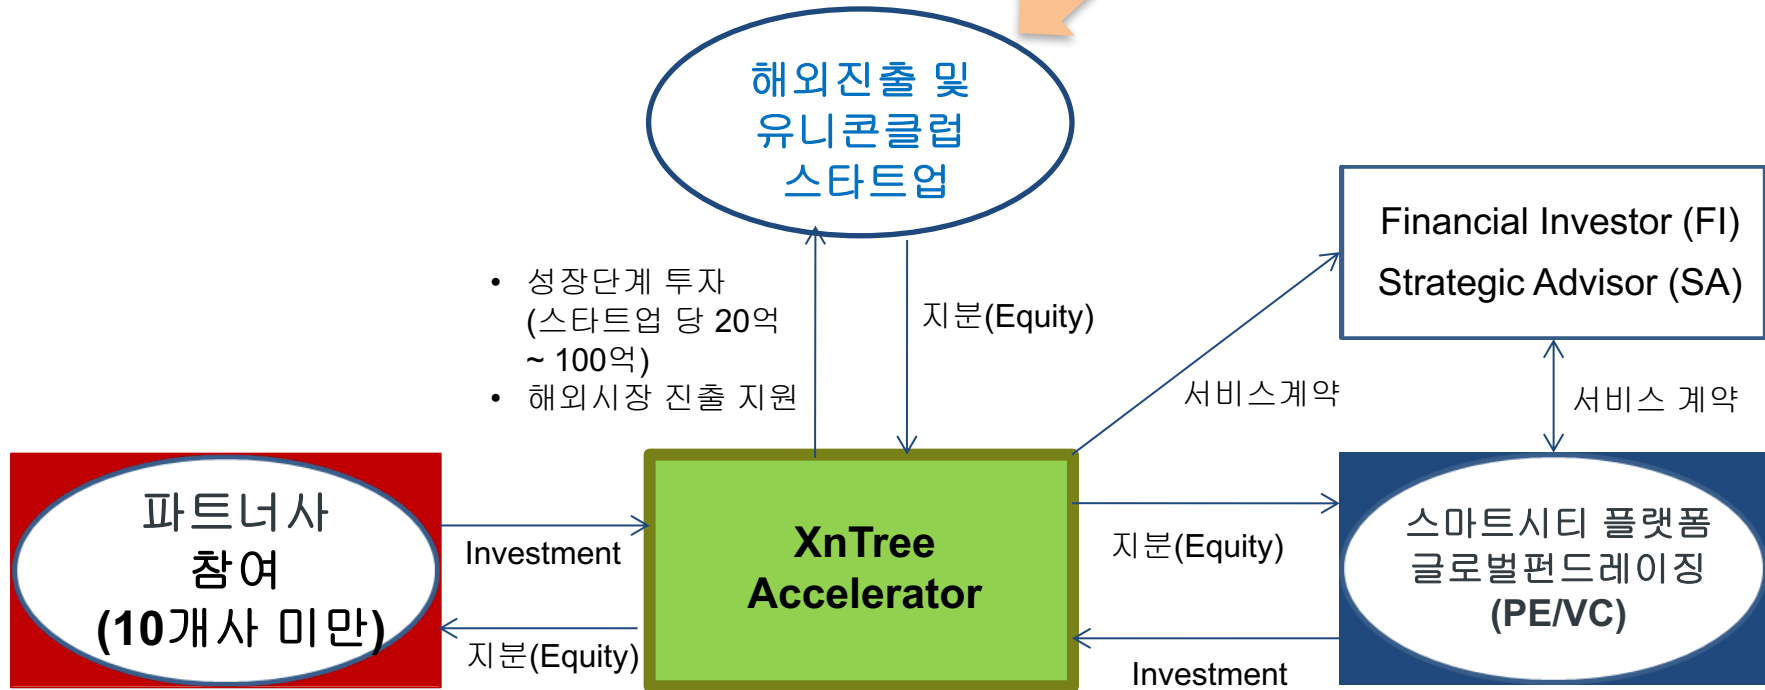 해외진출 및
유니콘클럽
스타트업
Financial Investor (FI)
Strategic Advisor (SA)
• 성장단계 투자
(스타트업 당 20억
~ 100억)
• 해외시장 진출 지원
지분(Equity)
서비스계약
서비스 계약
파트너사
참여
(10개사 미만)
Investment
지분(Equity)
XnTree
Accelerator
지분(Equity)
Investment
스마트시티 플랫폼
글로벌펀드레이징
(PE/VC)